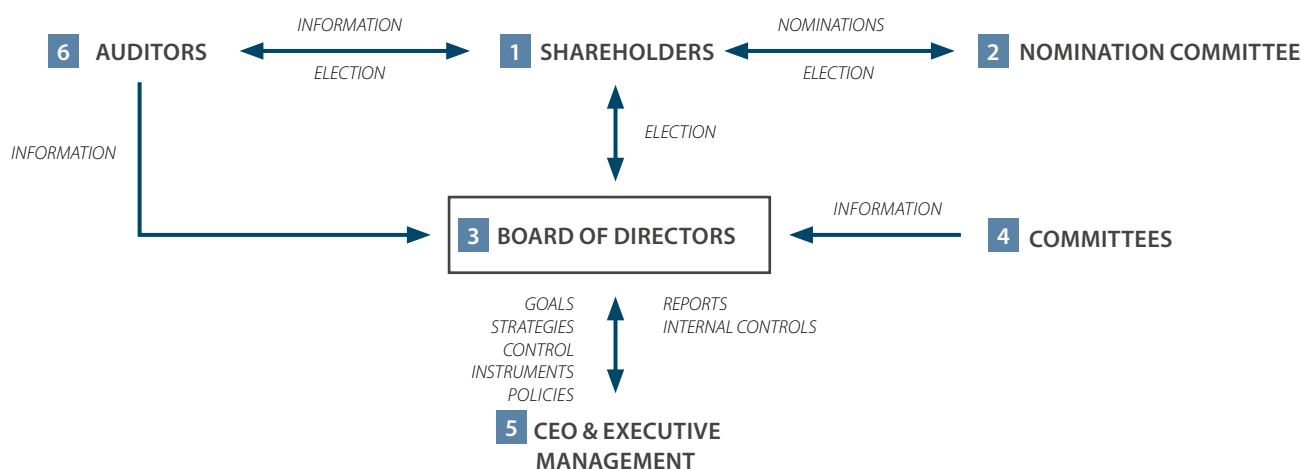 INFORMATION
NOMINATIONS
6 AUDITORS
1 SHAREHOLDERS
2 NOMINATION COMMITTEE
ELECTION
ELECTION
ELECTION
INFORMATION
INFORMATION
3 BOARD OF DIRECTORS
4 COMMITTEES
GOALS
STRATEGIES
CONTROL
INSTRUMENTS
POLICIES
REPORTS
INTERNAL CONTROLS
5 CEO & EXECUTIVE
MANAGEMENT